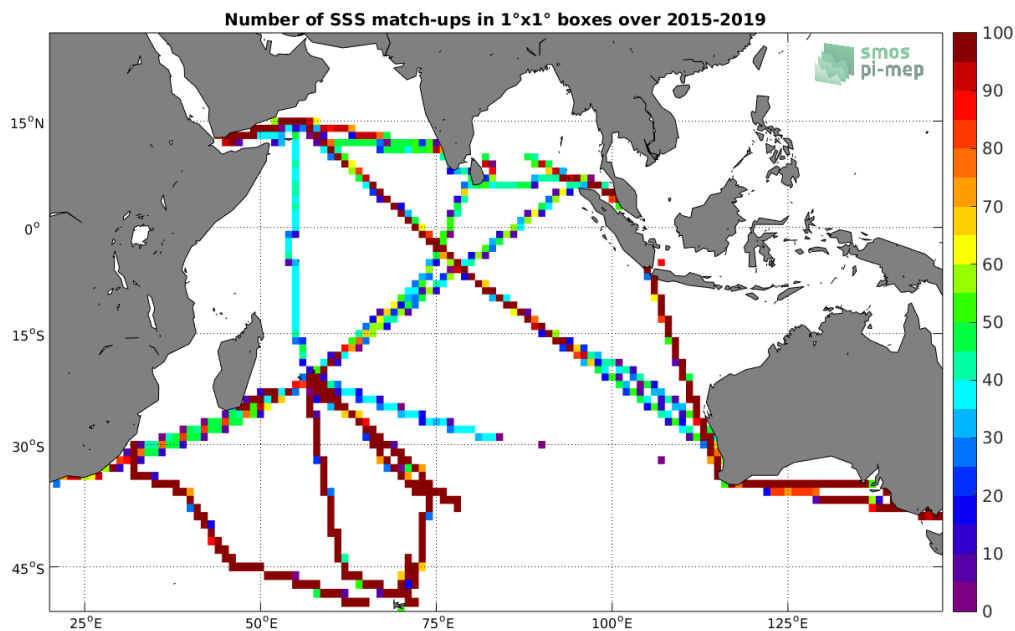 Number of SSS match-ups in 1°x1° boxes over 2015-2019
smos
pi-mep
15°N
0°
15°S
30°S
45°S
25°E
50°E
75°E
100°E
125°E
100
90
80
70
60
50
40
30
20
10
0